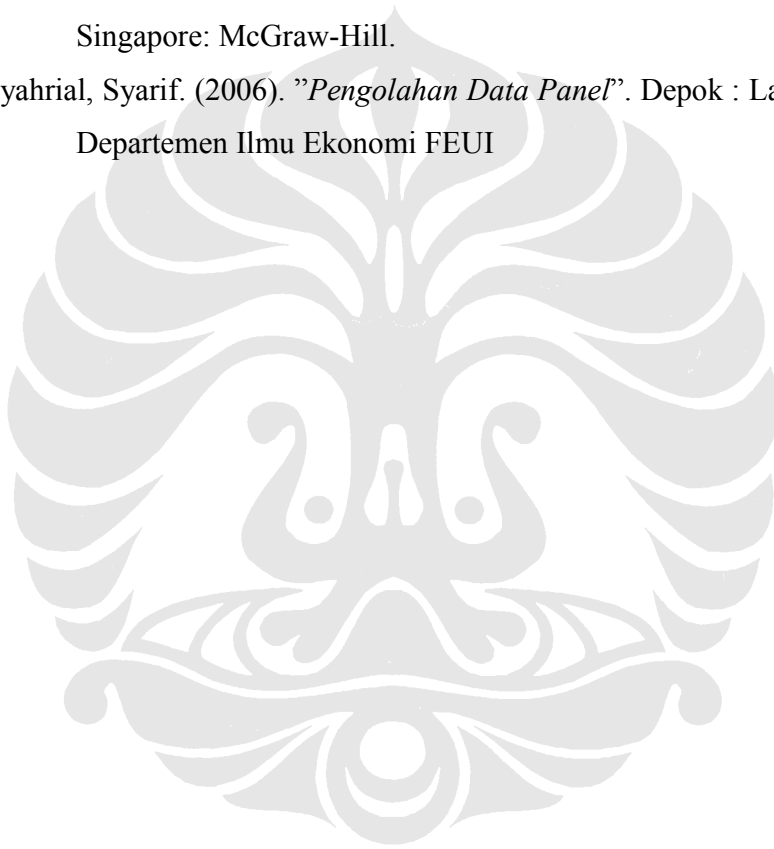 Singapore: McGraw-Hill.
yahrial, Syarif. (2006). ”Pengolahan Data Panel”. Depok : La
Departemen Ilmu Ekonomi FEUI